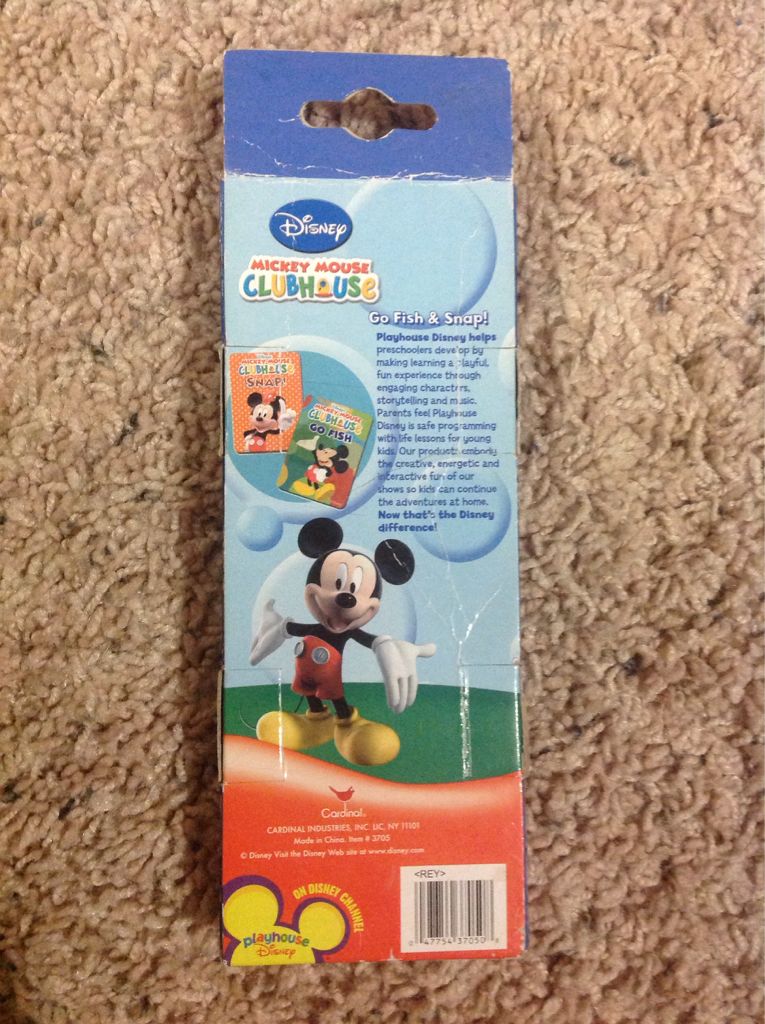 Disney
MICKEY MOUSE
CLUBHOUSE
Go Fish & Snap!
Playhouse Disney helps
preschoolers develop by
making learning a playful,
fun experience through
engaging characters,
storytelling and music.
Parents feel Playhouse
Disney is safe programming
with life lessons for young
kids. Our products embody
the creative, energetic and
interactive fun of our
shows so kids can continue
the adventures at home.
Now that's the Disney
difference!
MICKEY MOUSE
CLUBHOUSE
SNAP!
MICKEY MOUSE
CLUBHOUSE
GO FISH
Cardinal®
CARDINAL INDUSTRIES, INC. LIC, NY 11101
Made in China. Item # 3705
© Disney Visit the Disney Web site at www.disney.com
ON DISNEY CHANNEL
playhouse
Disney
<REY>
0 47754 37050 8